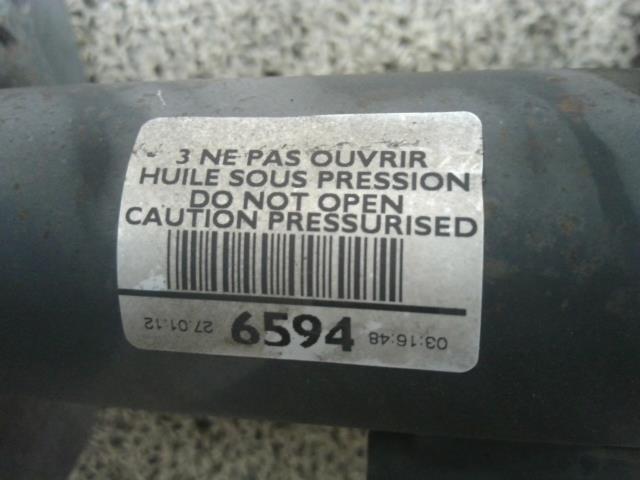 3 NE PAS OUVRIR
HUILE SOUS PRESSION
DO NOT OPEN
CAUTION PRESSURISED
27.01.12 6594 03:16:48